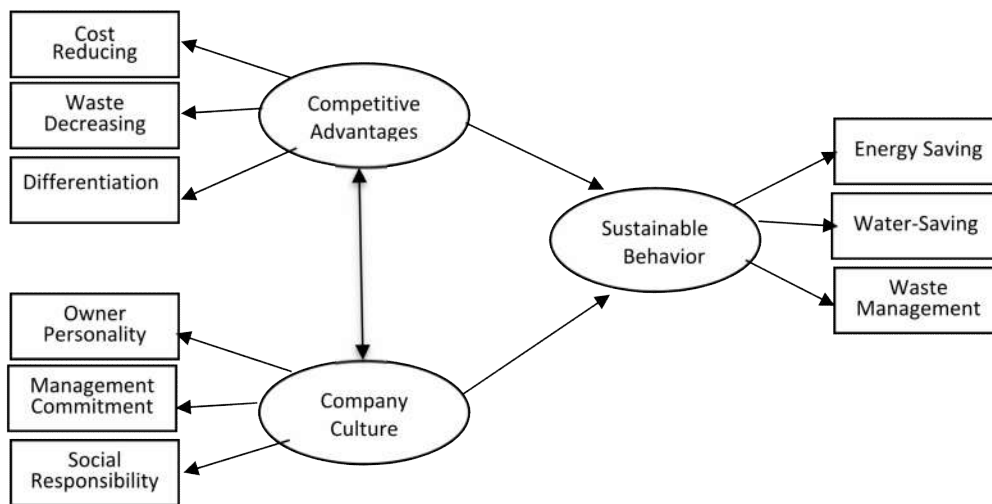 Cost
Reducing
Waste
Decreasing
Differentiation
Competitive
Advantages
Owner
Personality
Management
Commitment
Social
Responsibility
Company
Culture
Sustainable
Behavior
Energy Saving
Water-Saving
Waste
Management